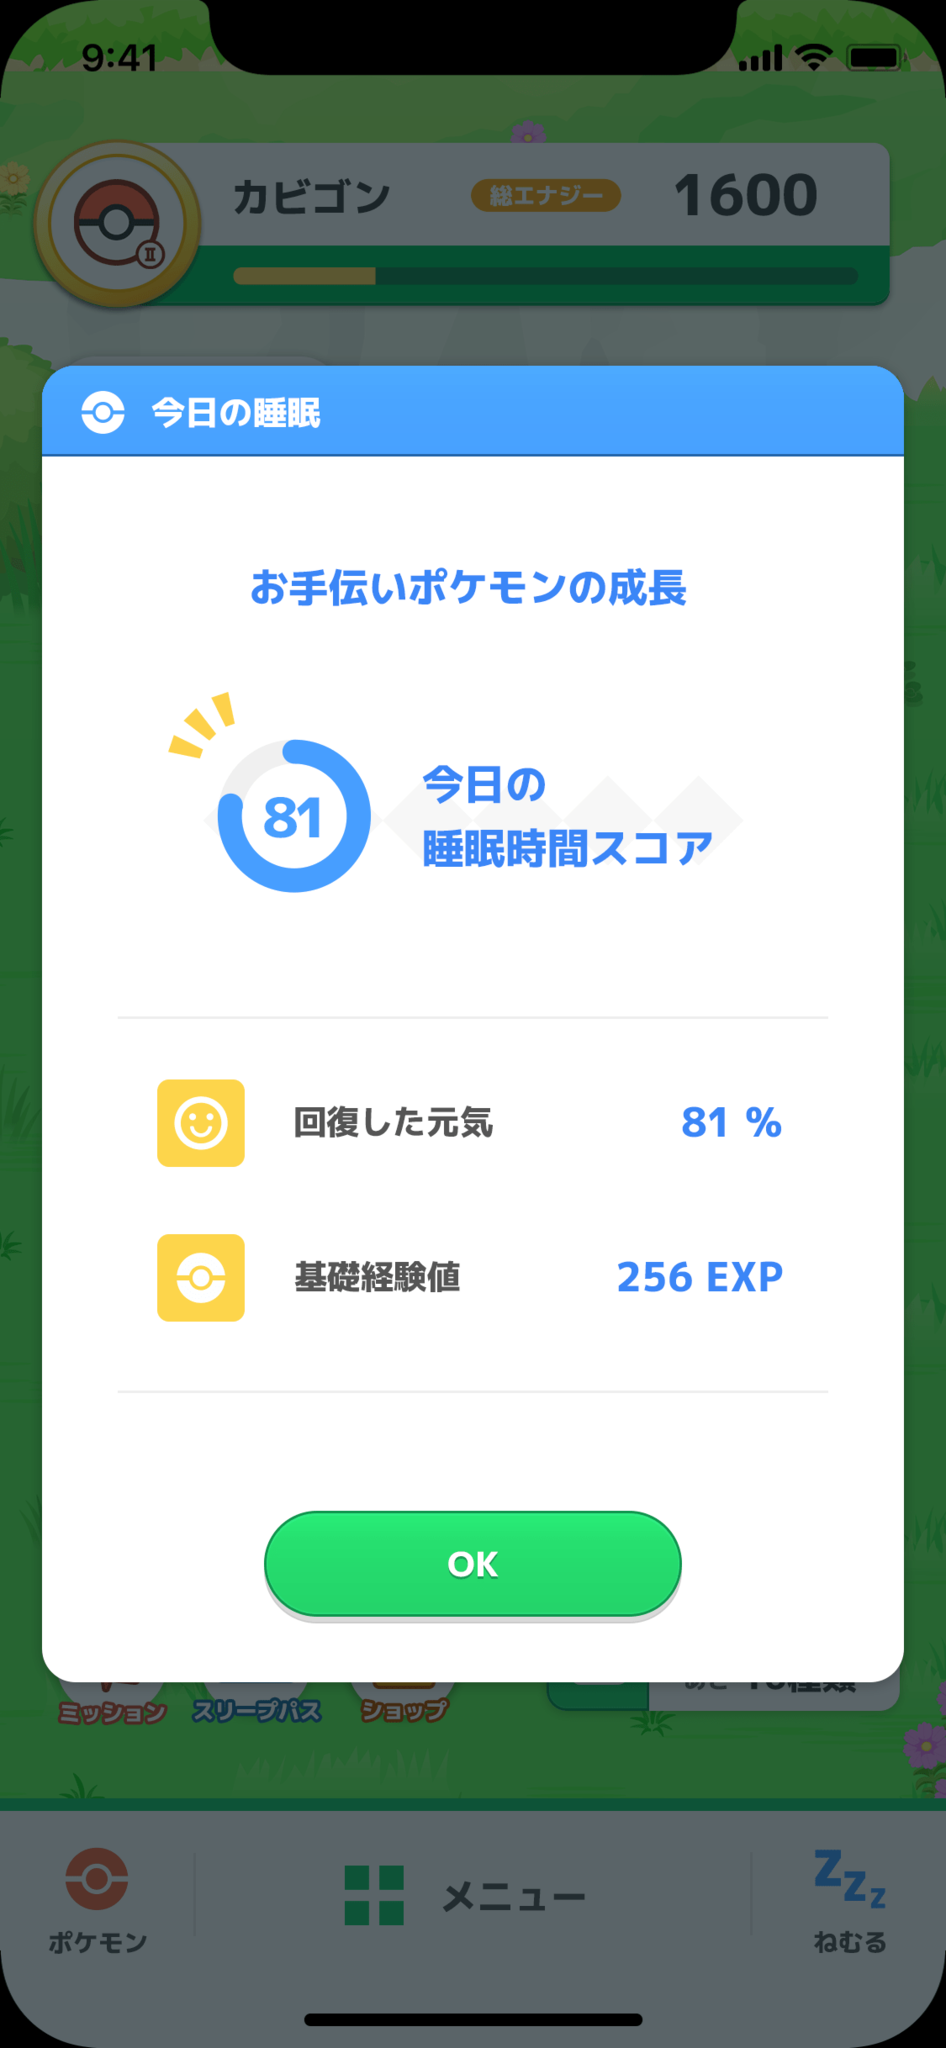 9:41
カビゴン 総エナジー 1600
II
今日の睡眠
お手伝いポケモンの成長
81
今日の
睡眠時間スコア
回復した元気 81 %
基礎経験値 256 EXP
OK
ミッション スリープパス ショップ
ポケモン メニュー ねむる
Zzz